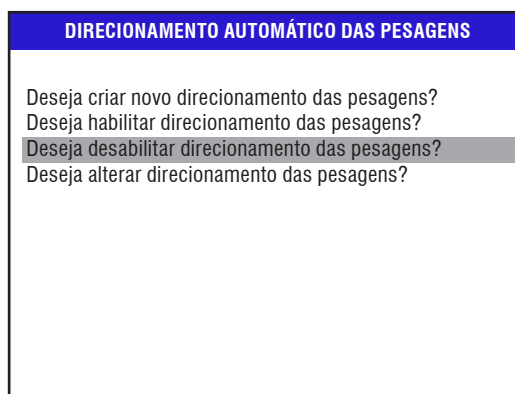 DIRECIONAMENTO AUTOMÁTICO DAS PESAGENS
Deseja criar novo direcionamento das pesagens?
Deseja habilitar direcionamento das pesagens?
Deseja desabilitar direcionamento das pesagens?
Deseja alterar direcionamento das pesagens?